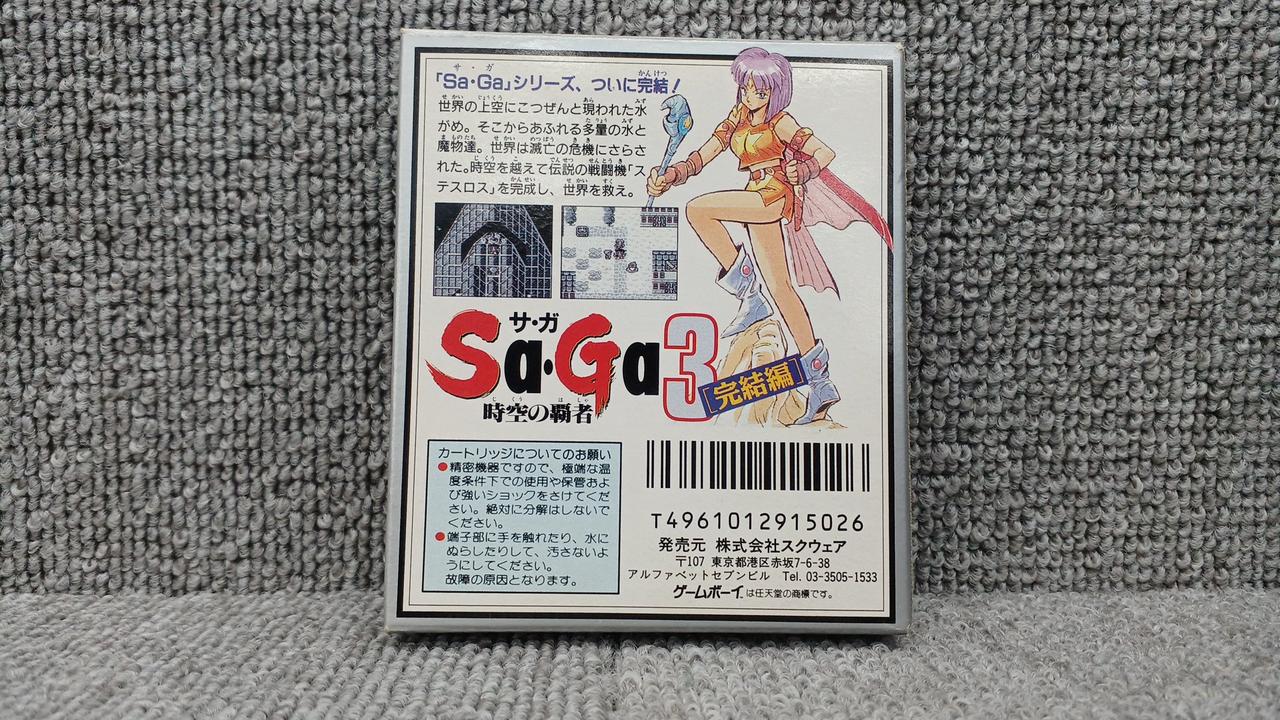 「Sa・Ga」シリーズ、ついに完結！
世界の上空にこつぜんと現われた水
がめ。そこからあふれる多量の水と
魔物達。世界は滅亡の危機にさらさ
れた。時空を越えて伝説の戦闘機「ス
テスロス」を完成し、世界を救え。
サ・ガ
Sa・Ga3
[完結編]
時空の覇者
カートリッジについてのお願い
●精密機器ですので、極端な温
度条件下での使用や保管およ
び強いショックをさけてくだ
さい。絶対に分解はしないで
ください。
●端子部に手を触れたり、水に
ぬらしたりして、汚さないよ
うにしてください。
故障の原因となります。
T4961012915026
発売元 株式会社スクウェア
〒107 東京都港区赤坂7-6-38
アルファベットセブンビル Tel. 03-3505-1533
ゲームボーイは任天堂の商標です。